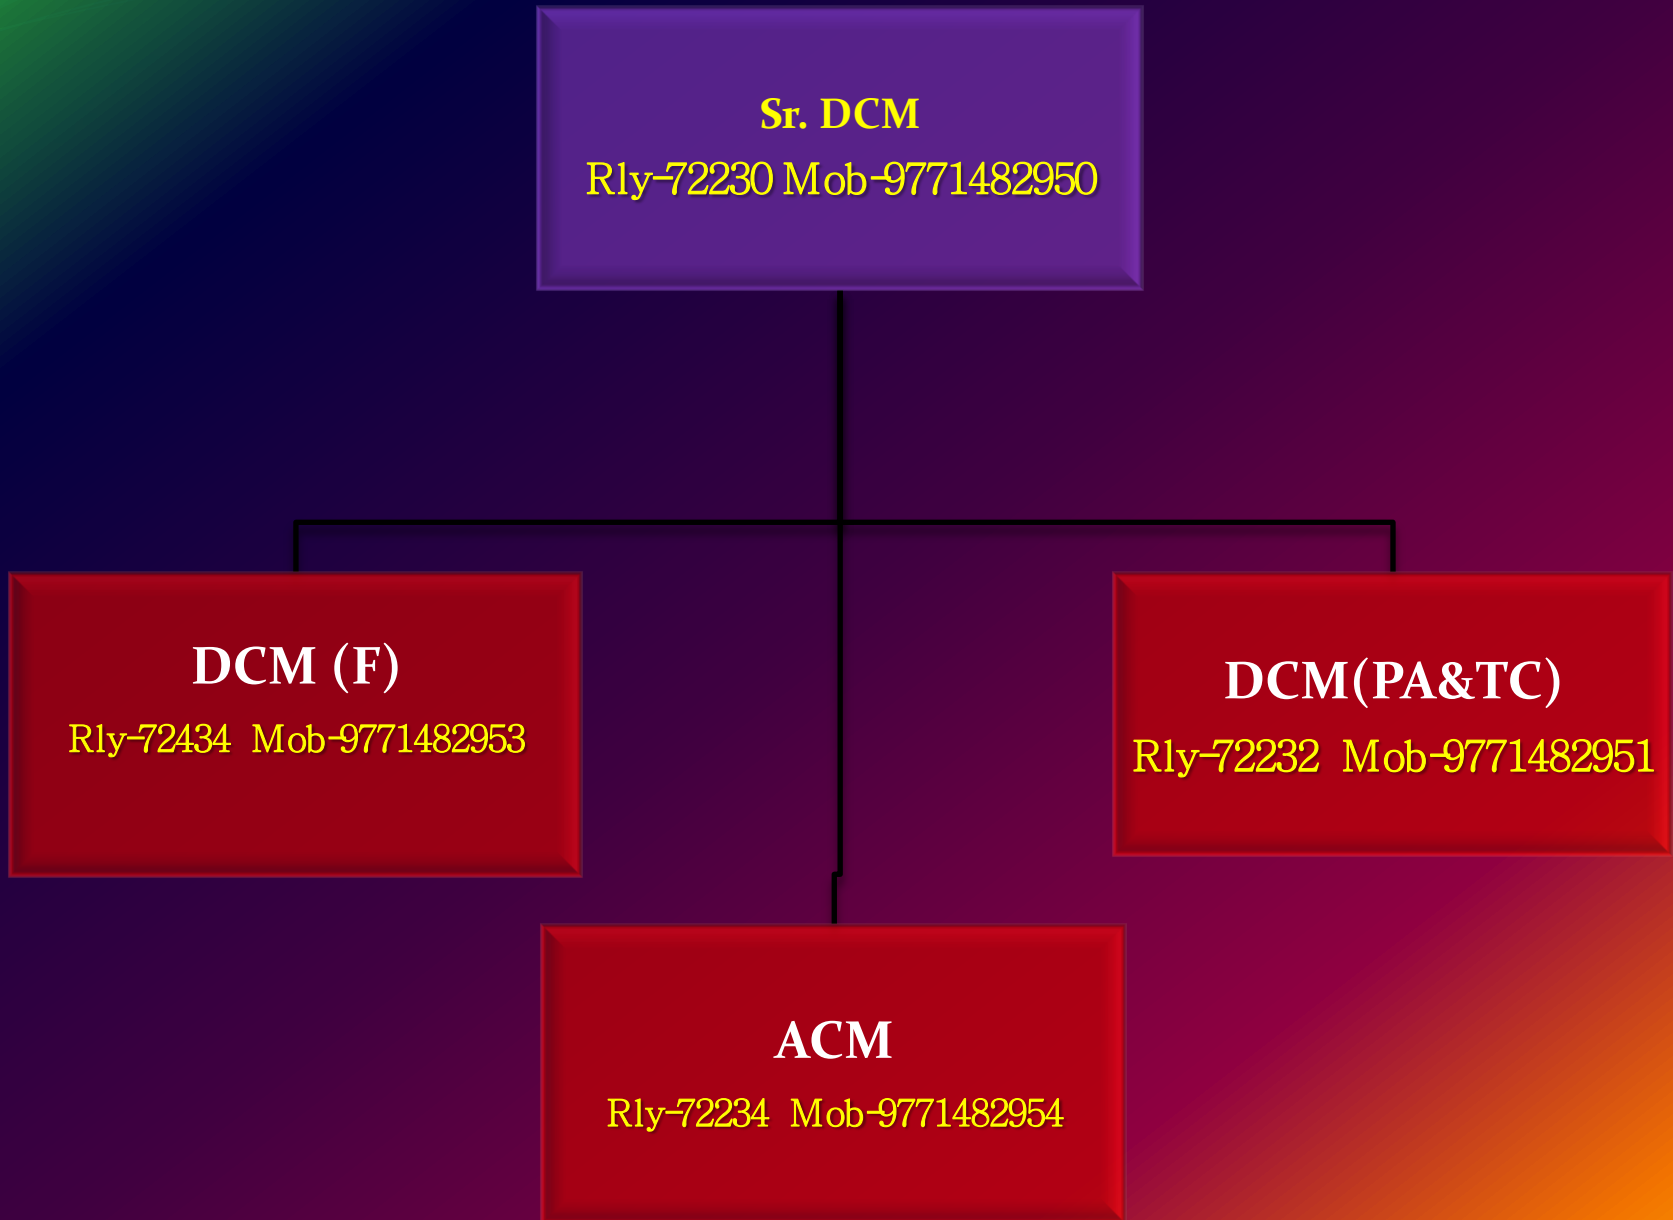 Sr. DCM
Rly-72230 Mob-9771482950
DCM (F)
Rly-72434 Mob-9771482953
DCM(PA&TC)
Rly-72232 Mob-9771482951
ACM
Rly-72234 Mob-9771482954